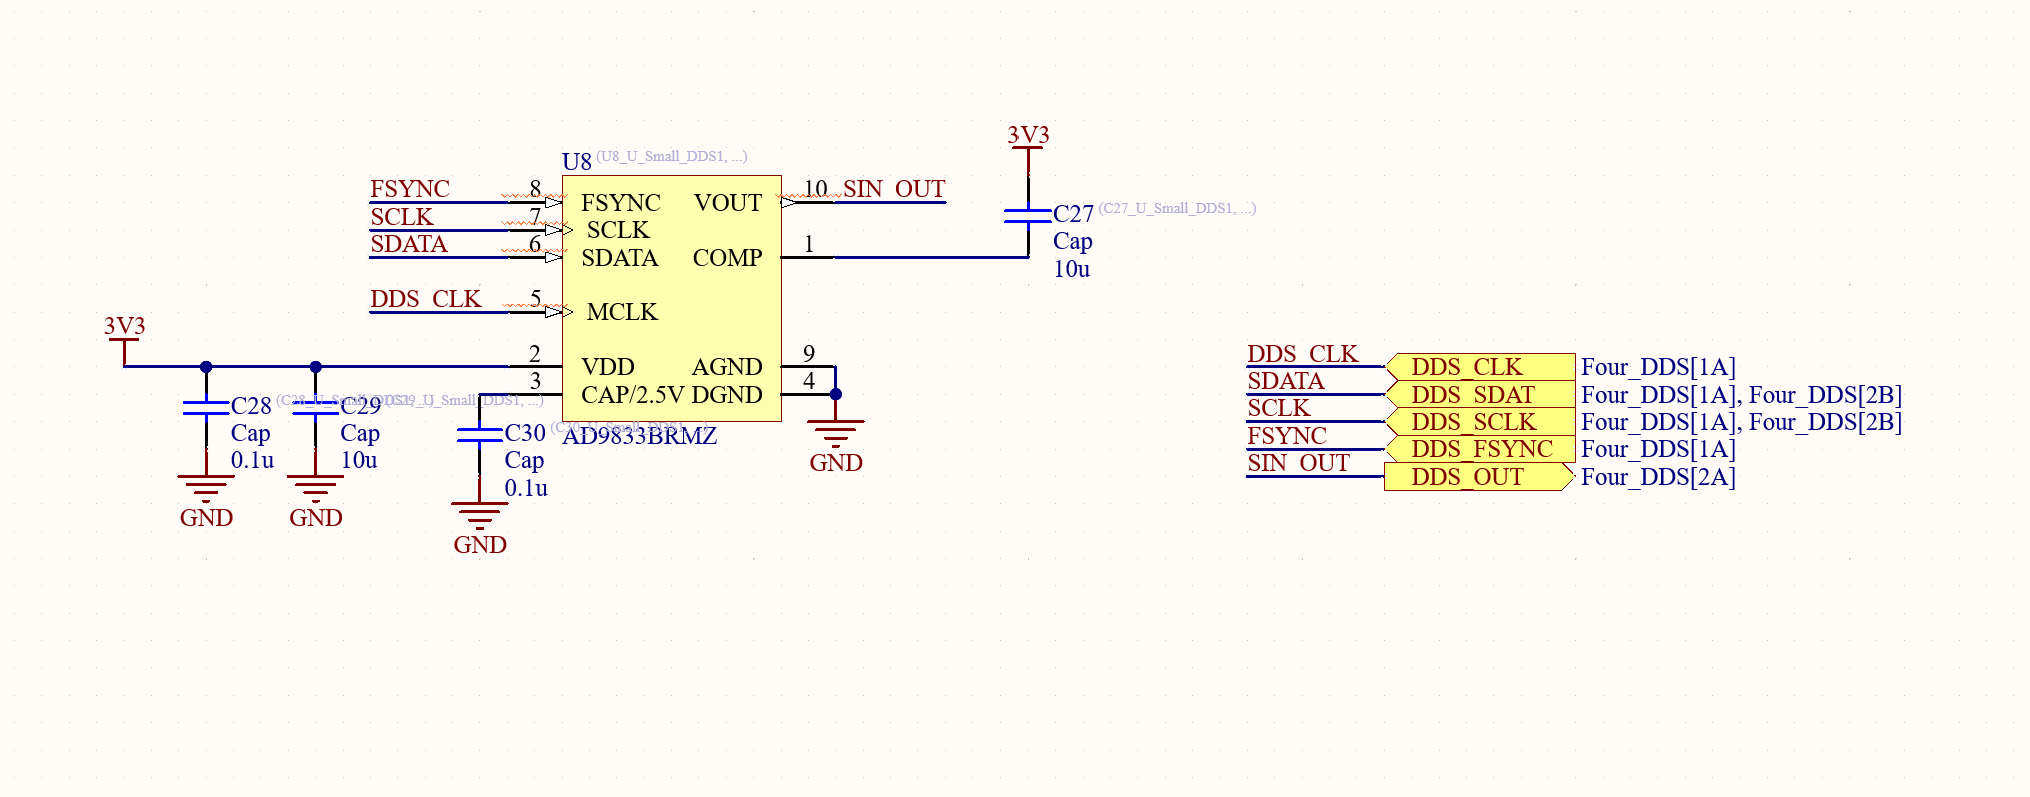 3V3
U8 (U8_U_Small_DDS1, ...)
FSYNC 8 FSYNC VOUT 10 SIN_OUT
C27 (C27_U_Small_DDS1, ...)
SCLK 7 SCLK
Cap
SDATA 6 SDATA COMP 1
10u
DDS_CLK 5 MCLK
3V3
2 VDD AGND 9
3 CAP/2.5V DGND 4
C28 (C28_U_Small_DDS1, ...)
Cap
0.1u
GND
C29 (C29_U_Small_DDS1, ...)
Cap
10u
GND
C30 (C30_U_Small_DDS1, ...)
Cap
0.1u
GND
AD9833BRMZ
GND
DDS_CLK DDS_CLK Four_DDS[1A]
SDATA DDS_SDAT Four_DDS[1A], Four_DDS[2B]
SCLK DDS_SCLK Four_DDS[1A], Four_DDS[2B]
FSYNC DDS_FSYNC Four_DDS[1A]
SIN_OUT DDS_OUT Four_DDS[2A]